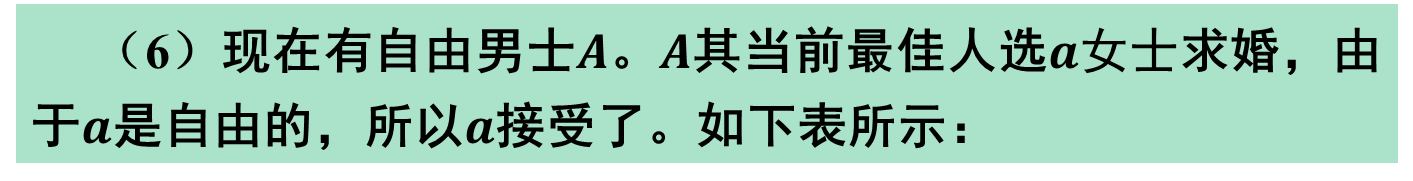 （6）现在有自由男士A。A其当前最佳人选a女士求婚，由
于a是自由的，所以a接受了。如下表所示：